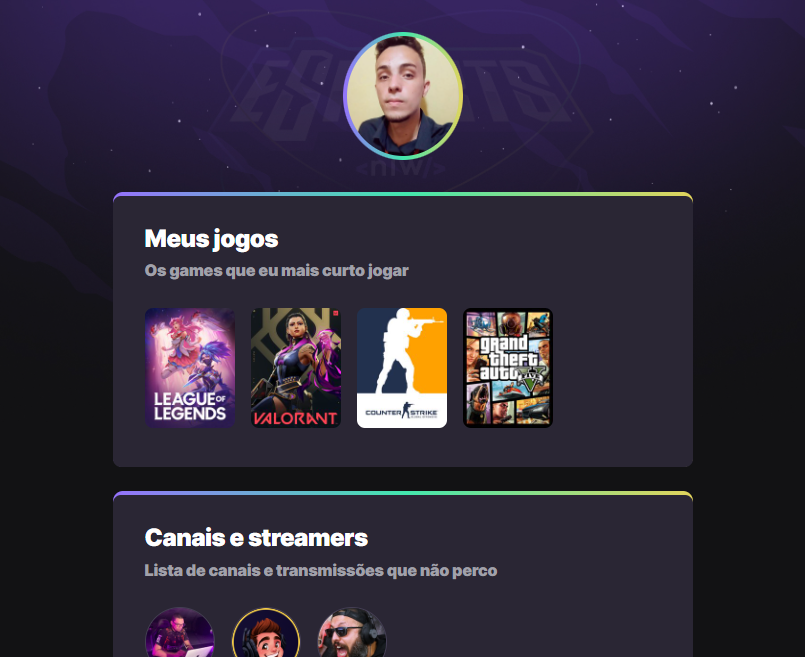 ESPORTS
<nlw/>
Meus jogos
Os games que eu mais curto jogar
LEAGUE OF
LEGENDS
VALORANT
COUNTER STRIKE
grand
theft
auto
V
Canais e streamers
Lista de canais e transmissões que não perco